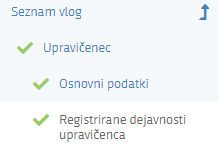 Seznam vlog
Upravičenec
Osnovni podatki
Registrirane dejavnosti
upravičenca